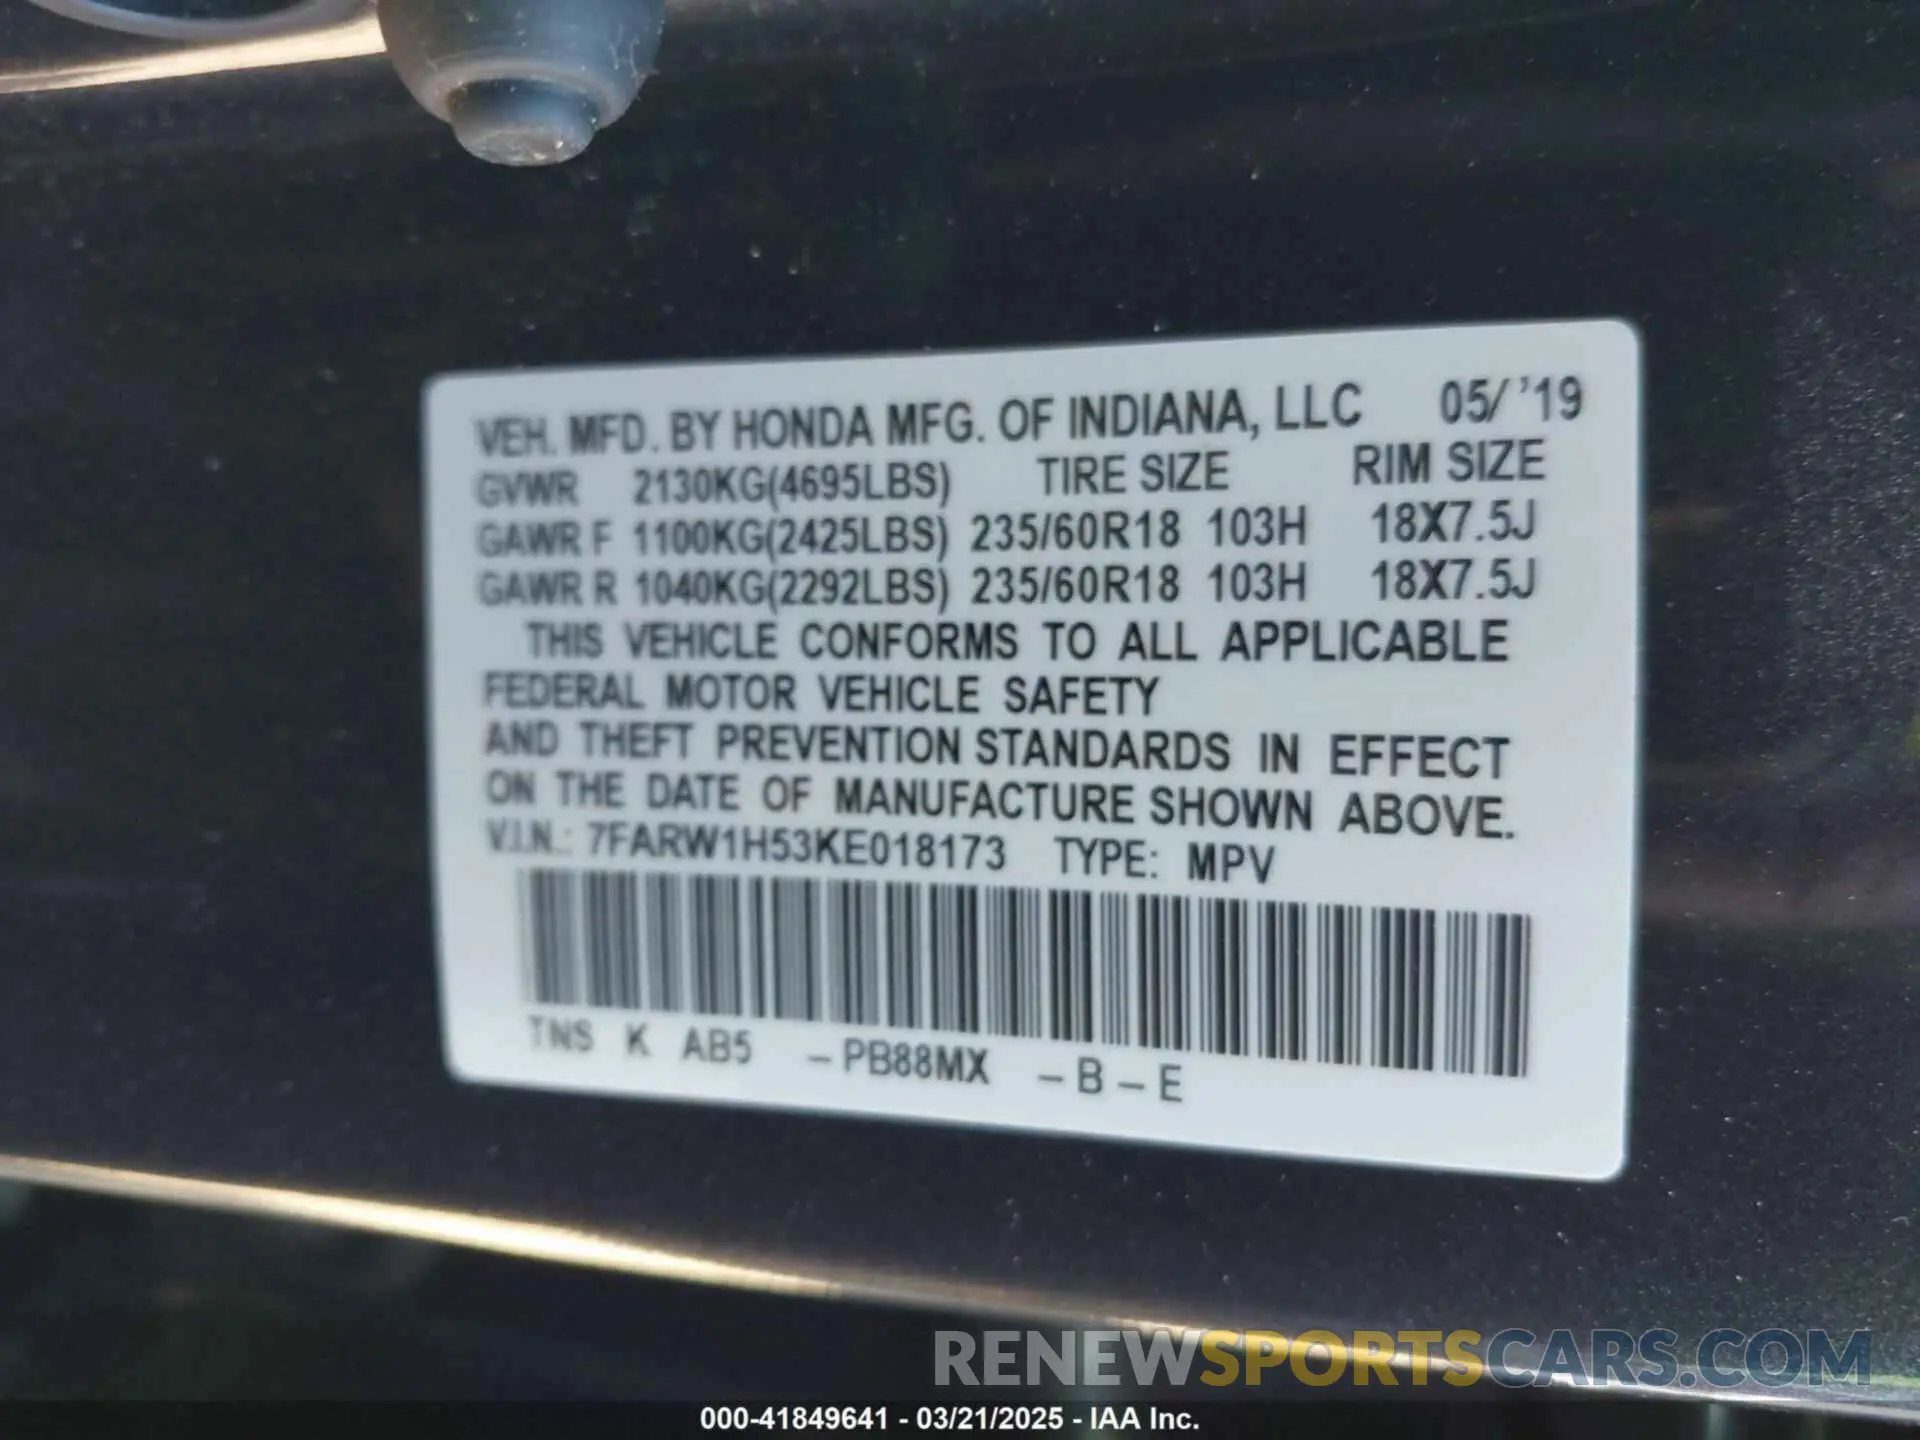 VEH. MFD. BY HONDA MFG. OF INDIANA, LLC 05/ '19
GVWR 2130KG(4695LBS) TIRE SIZE RIM SIZE
GAWR F 1100KG(2425LBS) 235/60R18 103H 18X7.5J
GAWR R 1040KG(2292LBS) 235/60R18 103H 18X7.5J
THIS VEHICLE CONFORMS TO ALL APPLICABLE
FEDERAL MOTOR VEHICLE SAFETY
AND THEFT PREVENTION STANDARDS IN EFFECT
ON THE DATE OF MANUFACTURE SHOWN ABOVE.
V.I.N.: 7FARW1H53KE018173 TYPE: MPV
TNS K AB5 – PB88MX – B – E
RENEWSPORTSCARS.COM
000-41849641 - 03/21/2025 - IAA Inc.